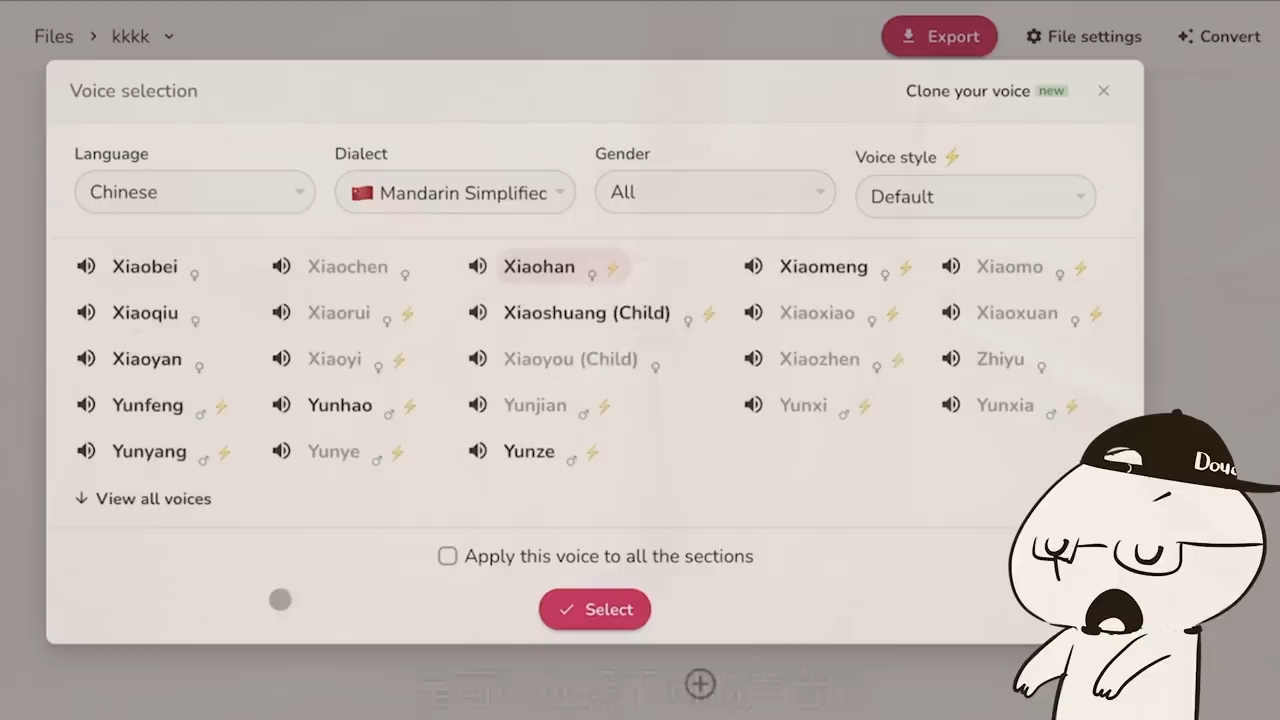 Files kkkk Export File settings Convert
Voice selection Clone your voice new
Language Dialect Gender Voice style
Chinese Mandarin Simplifiec All Default
Xiaobei Xiaochen Xiaohan Xiaomeng Xiaomo
Xiaoqiu Xiaorui Xiaoshuang (Child) Xiaoxiao Xiaoxuan
Xiaoyan Xiaoyi Xiaoyou (Child) Xiaozhen Zhiyu
Yunfeng Yunhao Yunjian Yunxi Yunxia
Yunyang Yunye Yunze
View all voices
Apply this voice to all the sections
Select